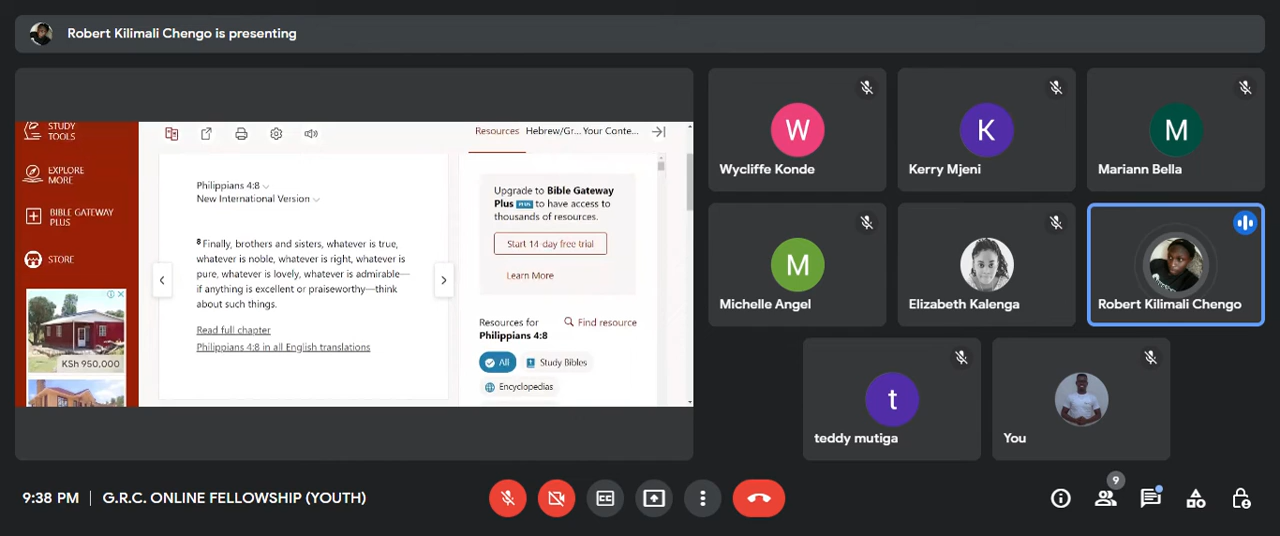 Robert Kilimali Chengo is presenting
STUDY
TOOLS
EXPLORE
MORE
BIBLE GATEWAY
PLUS
STORE
KSh 950,000
Resources Hebrew/Gr... Your Conte...
Philippians 4:8
New International Version
8 Finally, brothers and sisters, whatever is true,
whatever is noble, whatever is right, whatever is
pure, whatever is lovely, whatever is admirable—
if anything is excellent or praiseworthy—think
about such things.
Read full chapter
Philippians 4:8 in all English translations
Upgrade to Bible Gateway
Plus PLUS to have access to
thousands of resources.
Start 14-day free trial
Learn More
Resources for
Philippians 4:8
Find resource
All
Study Bibles
Encyclopedias
W
Wycliffe Konde
K
Kerry Mjeni
M
Mariann Bella
M
Michelle Angel
Elizabeth Kalenga
Robert Kilimali Chengo
t
teddy mutiga
You
9:38 PM | G.R.C. ONLINE FELLOWSHIP (YOUTH)
CC
9